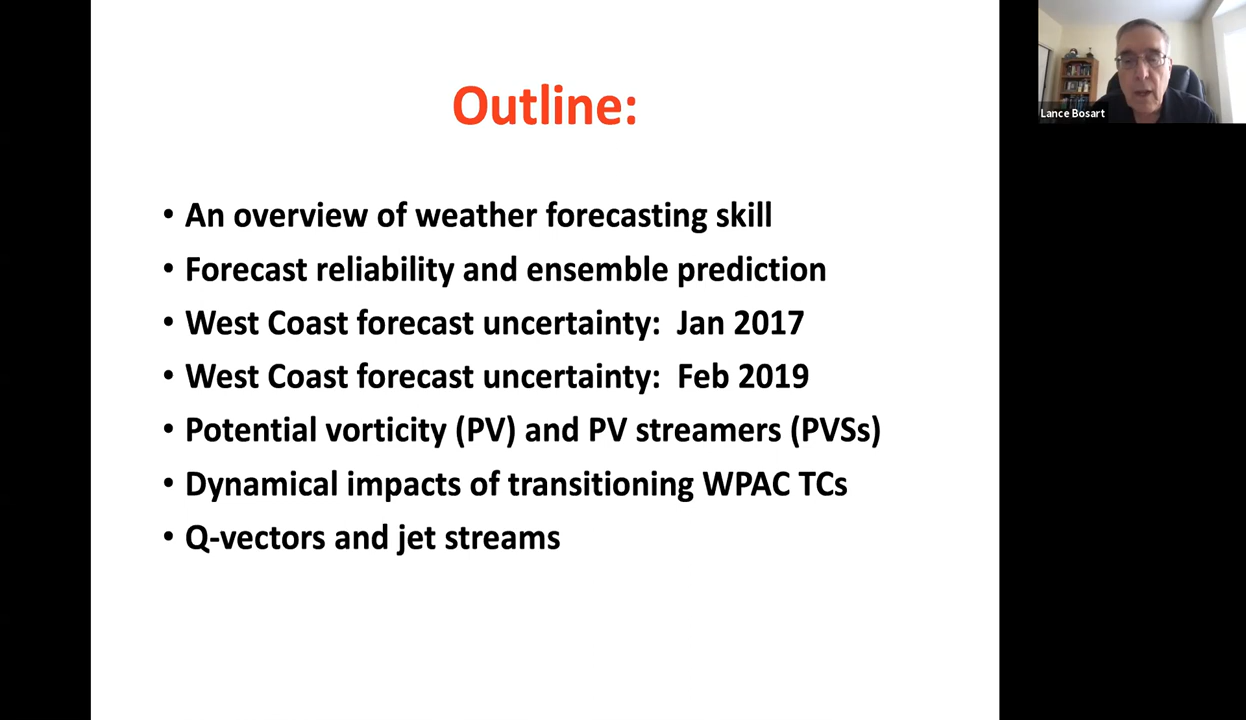 Outline:
• An overview of weather forecasting skill
• Forecast reliability and ensemble prediction
• West Coast forecast uncertainty:  Jan 2017
• West Coast forecast uncertainty:  Feb 2019
• Potential vorticity (PV) and PV streamers (PVSs)
• Dynamical impacts of transitioning WPAC TCs
• Q-vectors and jet streams
Lance Bosart